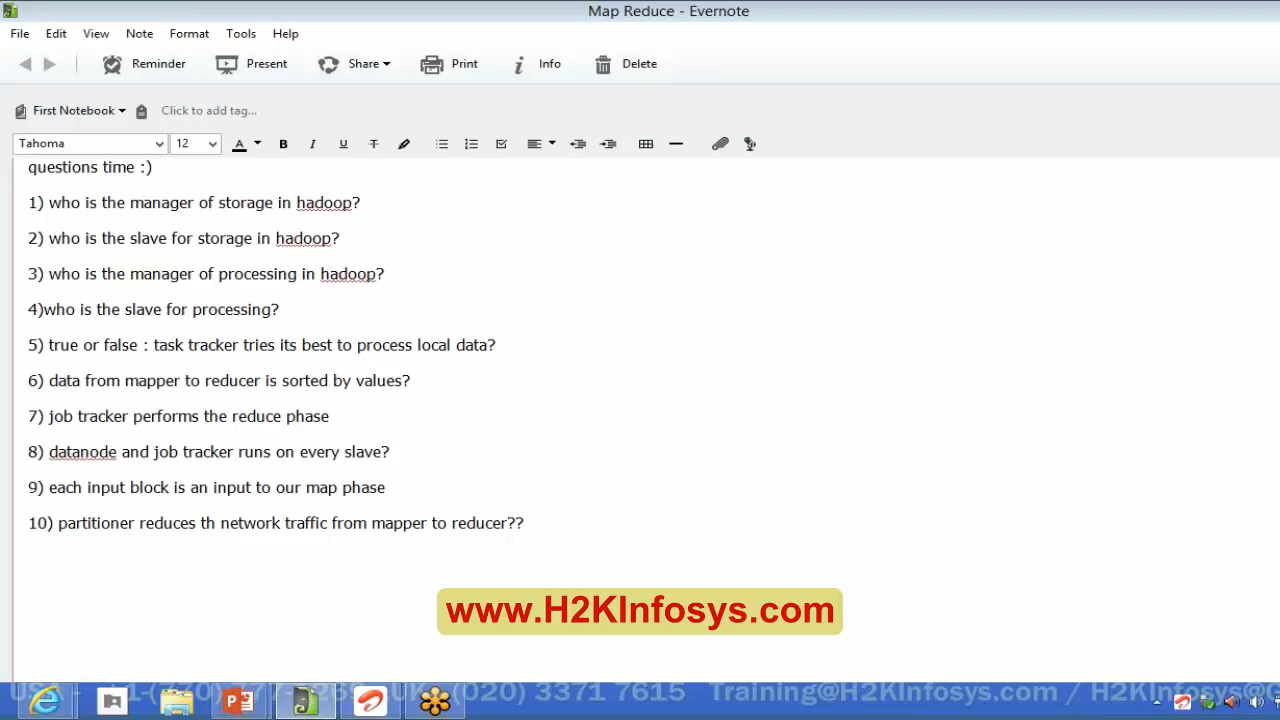 Map Reduce - Evernote
File Edit View Note Format Tools Help
Reminder Present Share Print Info Delete
First Notebook Click to add tag...
Tahoma 12 A B I U T
questions time :)
1) who is the manager of storage in hadoop?
2) who is the slave for storage in hadoop?
3) who is the manager of processing in hadoop?
4)who is the slave for processing?
5) true or false : task tracker tries its best to process local data?
6) data from mapper to reducer is sorted by values?
7) job tracker performs the reduce phase
8) datanode and job tracker runs on every slave?
9) each input block is an input to our map phase
10) partitioner reduces th network traffic from mapper to reducer??
www.H2KInfosys.com
(020) 3371 7615 Training@H2KInfosys.com /